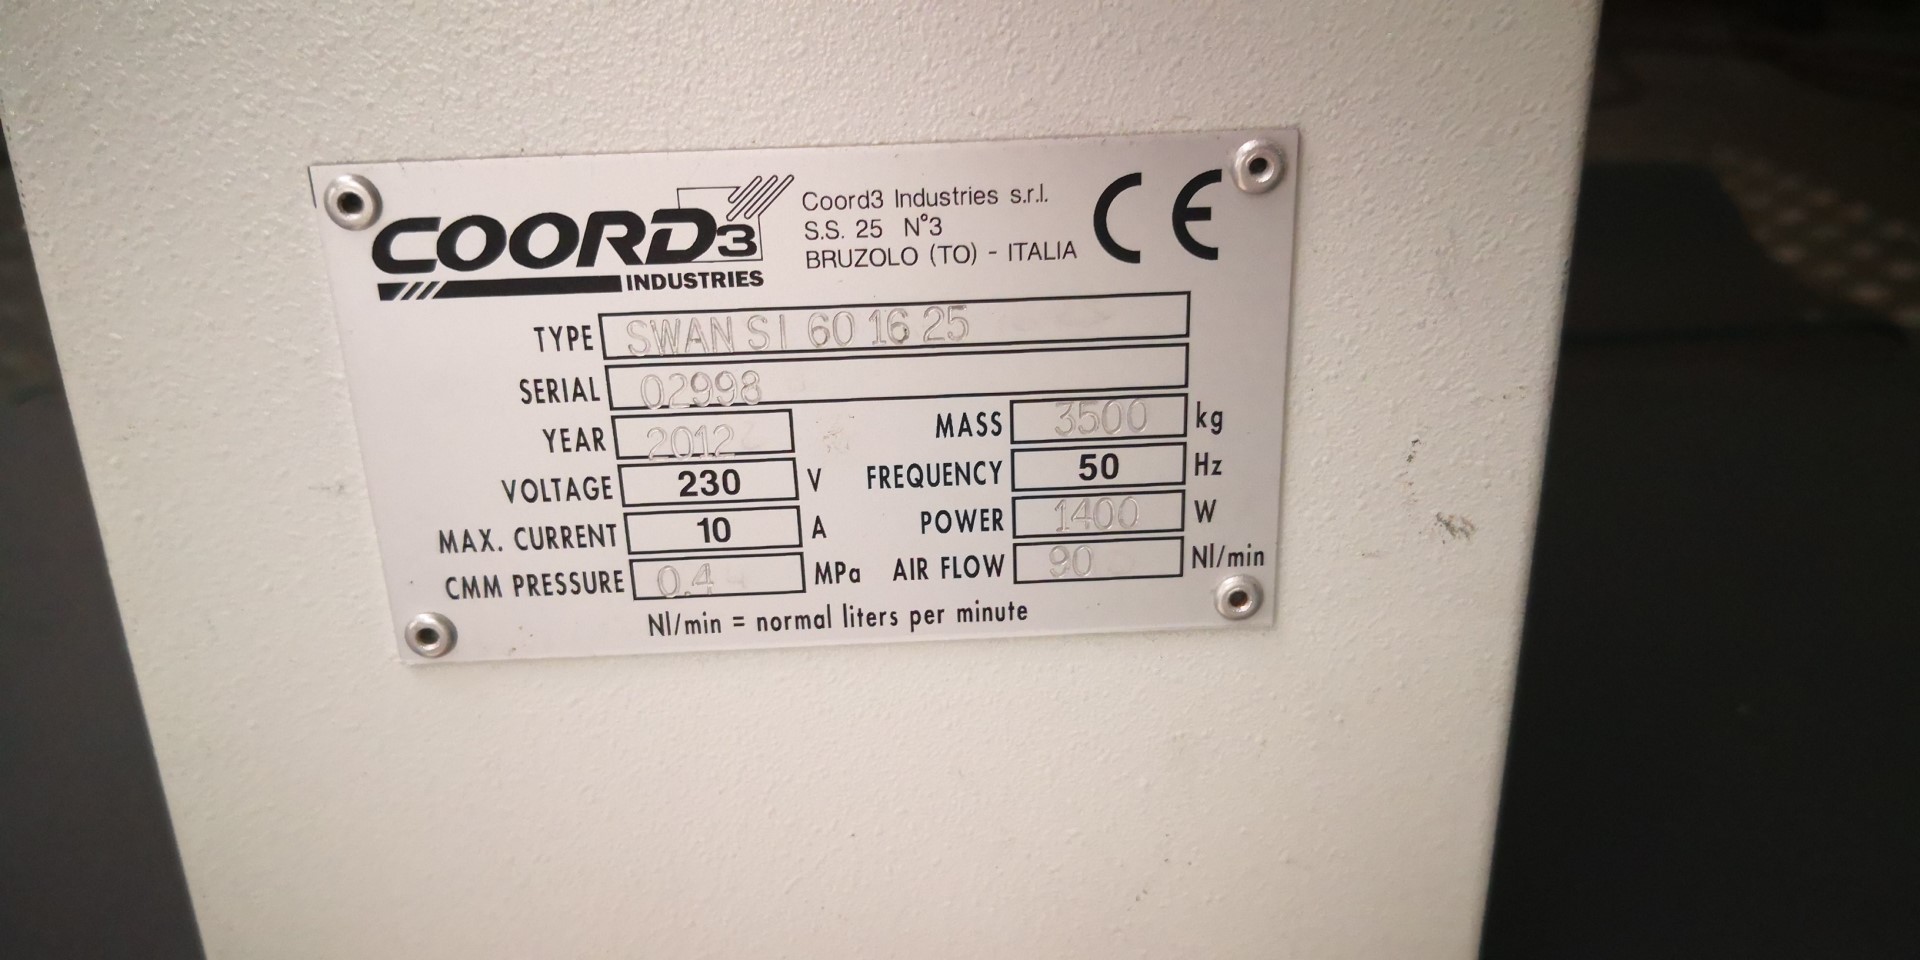 COORD3
INDUSTRIES
Coord3 Industries s.r.l.
S.S. 25 N°3
BRUZOLO (TO) - ITALIA
CE
TYPE SWAN SI 60 16 25
SERIAL 02998
YEAR 2012
MASS 3500 kg
VOLTAGE 230 V
FREQUENCY 50 Hz
MAX. CURRENT 10 A
POWER 1400 W
CMM PRESSURE 0.4 MPa
AIR FLOW 90 Nl/min
Nl/min = normal liters per minute